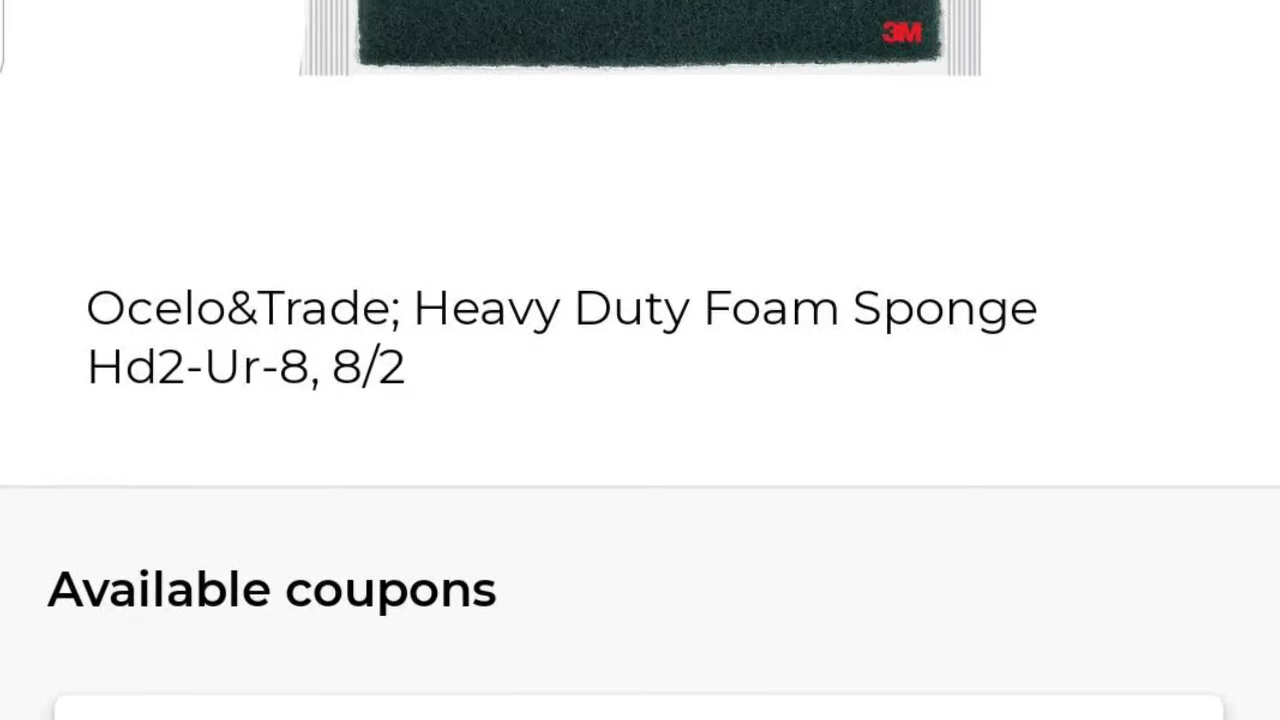 3M
Ocelo&Trade; Heavy Duty Foam Sponge
Hd2-Ur-8, 8/2
Available coupons